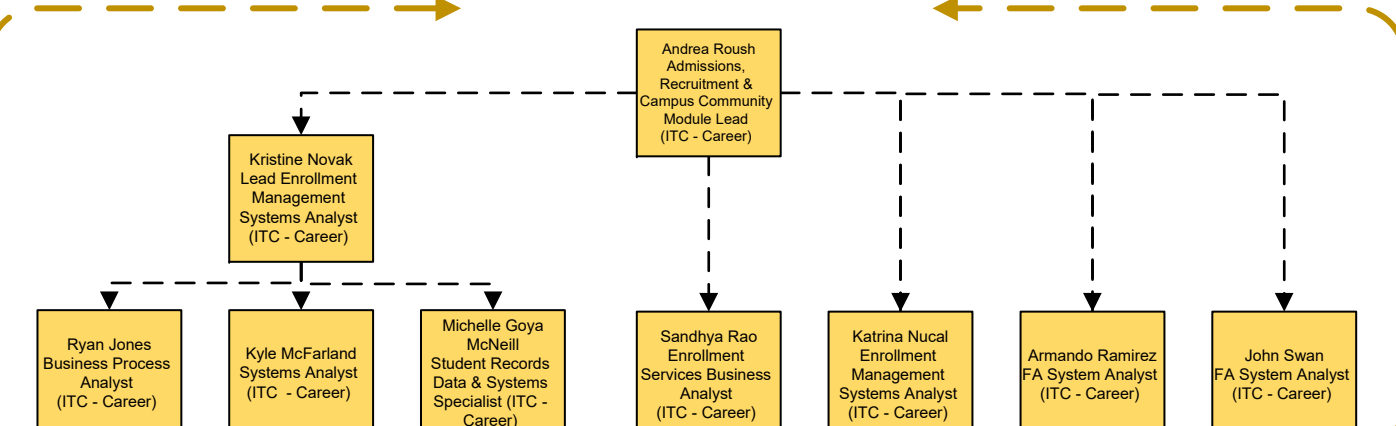 Andrea Roush
Admissions,
Recruitment &
Campus Community
Module Lead
(ITC - Career)
Kristine Novak
Lead Enrollment
Management
Systems Analyst
(ITC - Career)
Ryan Jones
Business Process
Analyst
(ITC - Career)
Kyle McFarland
Systems Analyst
(ITC - Career)
Michelle Goya
McNeill
Student Records
Data & Systems
Specialist (ITC -
Career)
Sandhya Rao
Enrollment
Services Business
Analyst
(ITC - Career)
Katrina Nucal
Enrollment
Management
Systems Analyst
(ITC - Career)
Armando Ramirez
FA System Analyst
(ITC - Career)
John Swan
FA System Analyst
(ITC - Career)